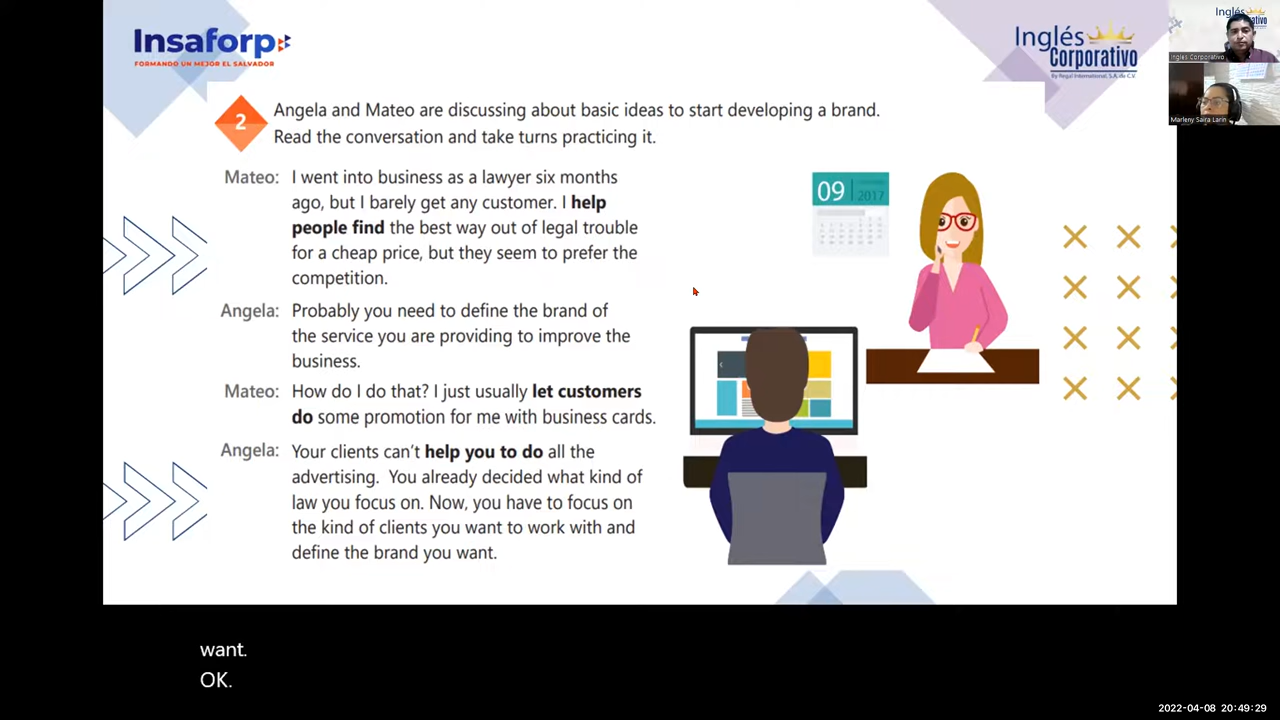 Insaforp
FORMANDO UN MEJOR EL SALVADOR
Inglés
Corporativo
By Regal International, S.A. de C.V.
Inglés
Corporativo
Marleny Saira Larin
2
Angela and Mateo are discussing about basic ideas to start developing a brand.
Read the conversation and take turns practicing it.
Mateo: I went into business as a lawyer six months
ago, but I barely get any customer. I help
people find the best way out of legal trouble
for a cheap price, but they seem to prefer the
competition.
Angela: Probably you need to define the brand of
the service you are providing to improve the
business.
Mateo: How do I do that? I just usually let customers
do some promotion for me with business cards.
Angela: Your clients can't help you to do all the
advertising. You already decided what kind of
law you focus on. Now, you have to focus on
the kind of clients you want to work with and
define the brand you want.
09
2017
want.
OK.
2022-04-08 20:49:29